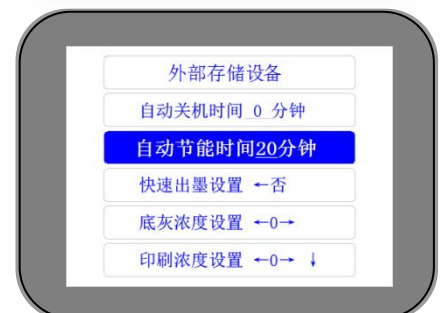 外部存储设备
自动关机时间 0 分钟
自动节能时间20分钟
快速出墨设置 ←否
底灰浓度设置 ←0→
印刷浓度设置 ←0→ ↓